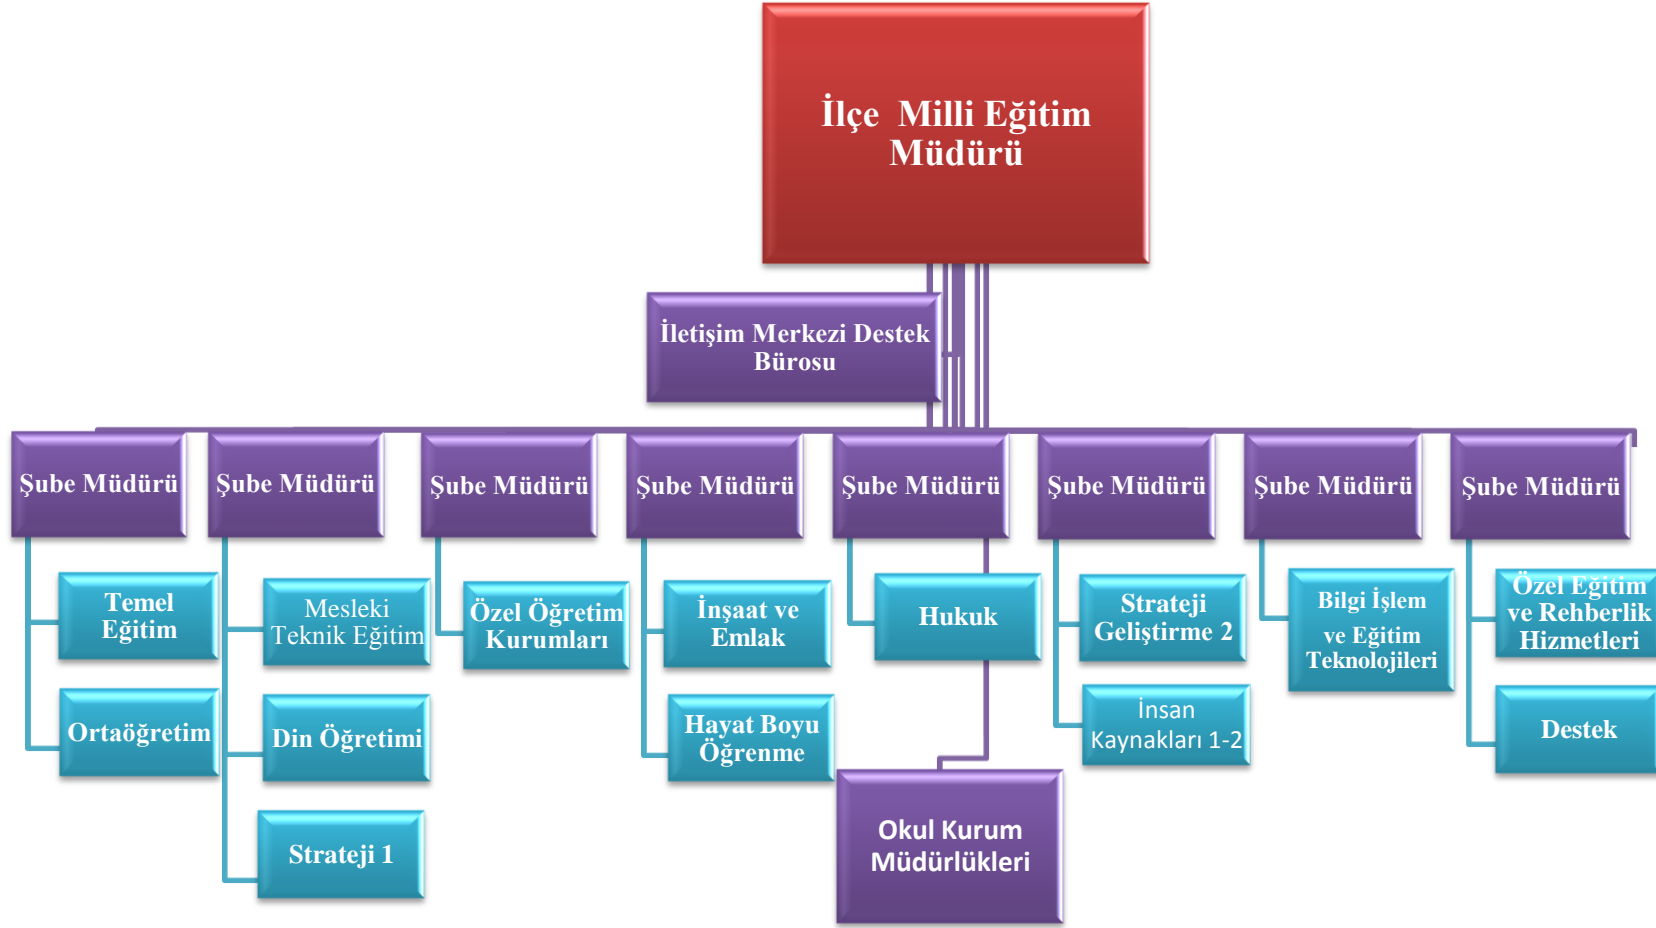 İlçe Milli Eğitim
Müdürü
İletişim Merkezi Destek
Bürosu
Şube Müdürü
Şube Müdürü
Şube Müdürü
Şube Müdürü
Şube Müdürü
Şube Müdürü
Şube Müdürü
Şube Müdürü
Temel
Eğitim
Ortaöğretim
Mesleki
Teknik Eğitim
Din Öğretimi
Strateji 1
Özel Öğretim
Kurumları
İnşaat ve
Emlak
Hayat Boyu
Öğrenme
Hukuk
Strateji
Geliştirme 2
İnsan
Kaynakları 1-2
Bilgi İşlem
ve Eğitim
Teknolojileri
Özel Eğitim
ve Rehberlik
Hizmetleri
Destek
Okul Kurum
Müdürlükleri